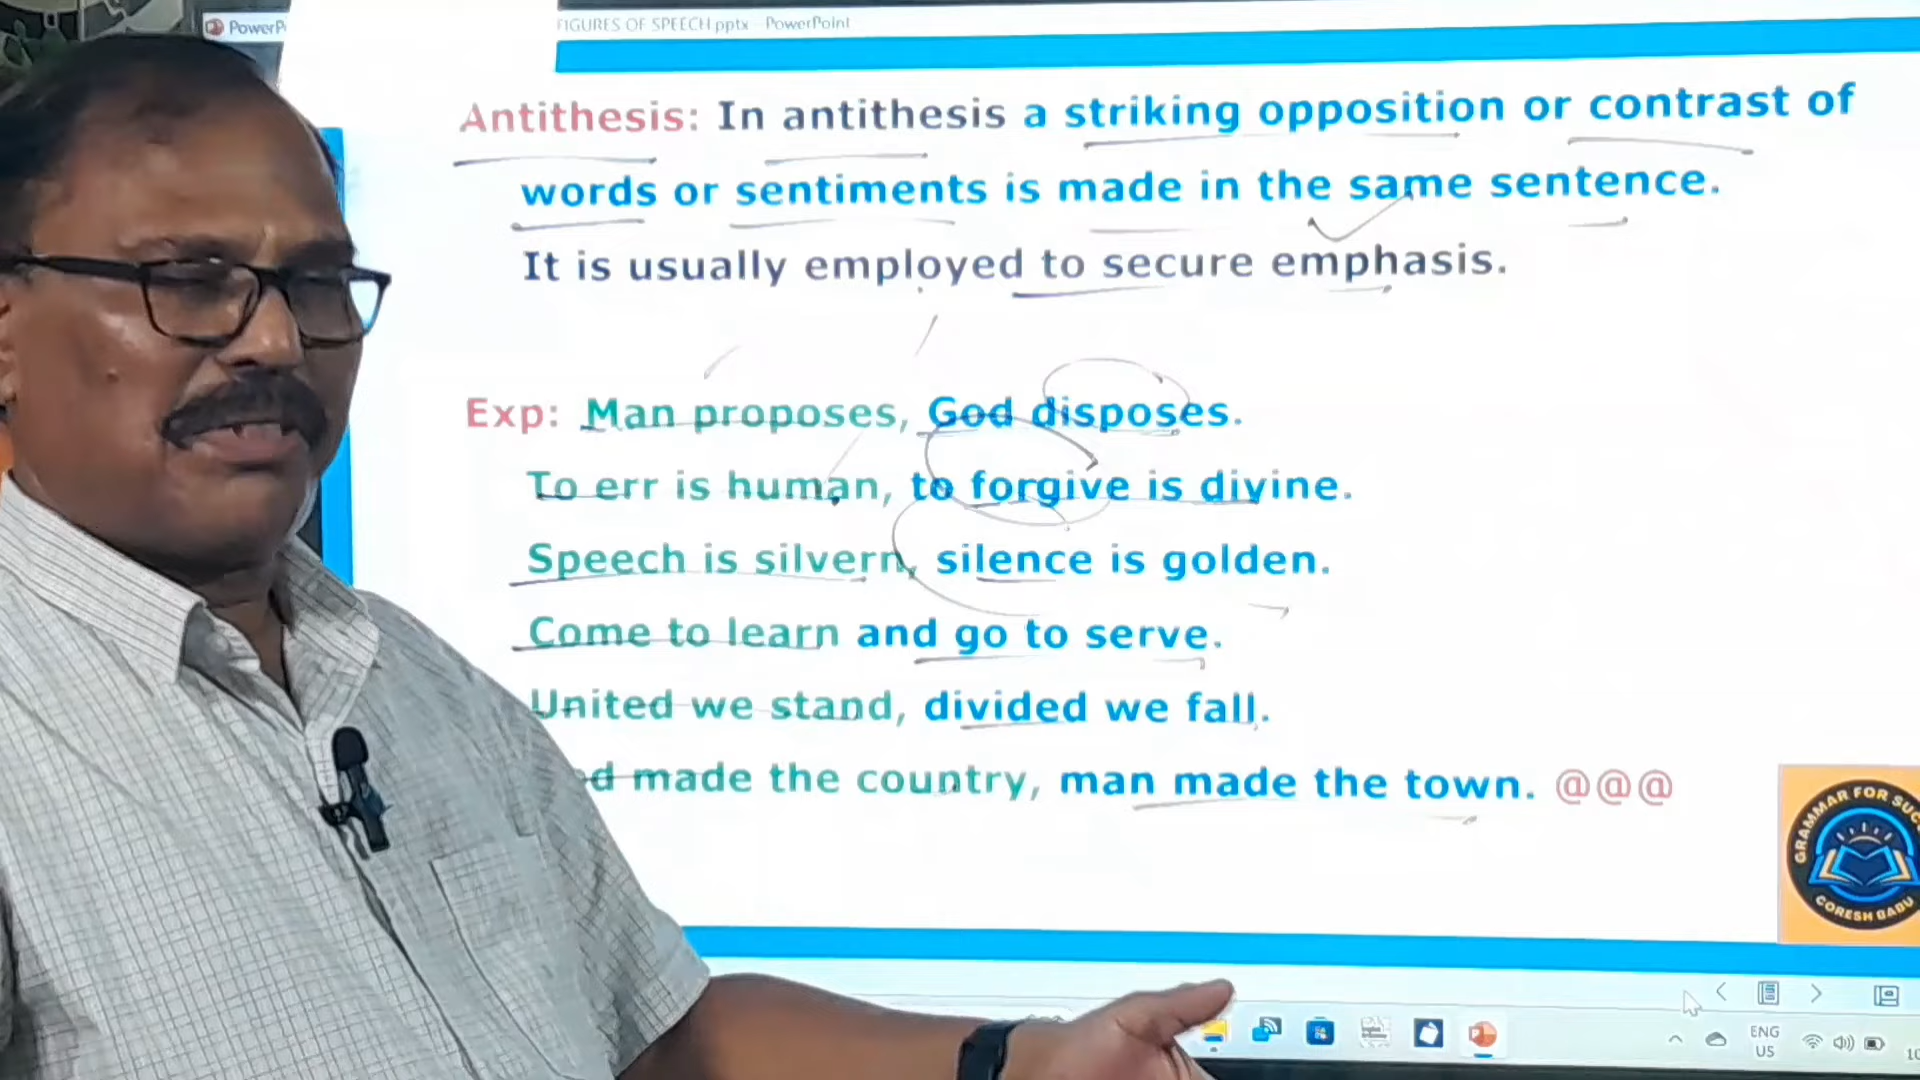 PowerP
FIGURES OF SPEECH.pptx - PowerPoint
Antithesis: In antithesis a striking opposition or contrast of
words or sentiments is made in the same sentence.
It is usually employed to secure emphasis.
Exp: Man proposes, God disposes.
To err is human, to forgive is divine.
Speech is silvern, silence is golden.
Come to learn and go to serve.
United we stand, divided we fall.
d made the country, man made the town. @@@
GRAMMAR FOR SUC
CORESH BABU
ENG
US
10